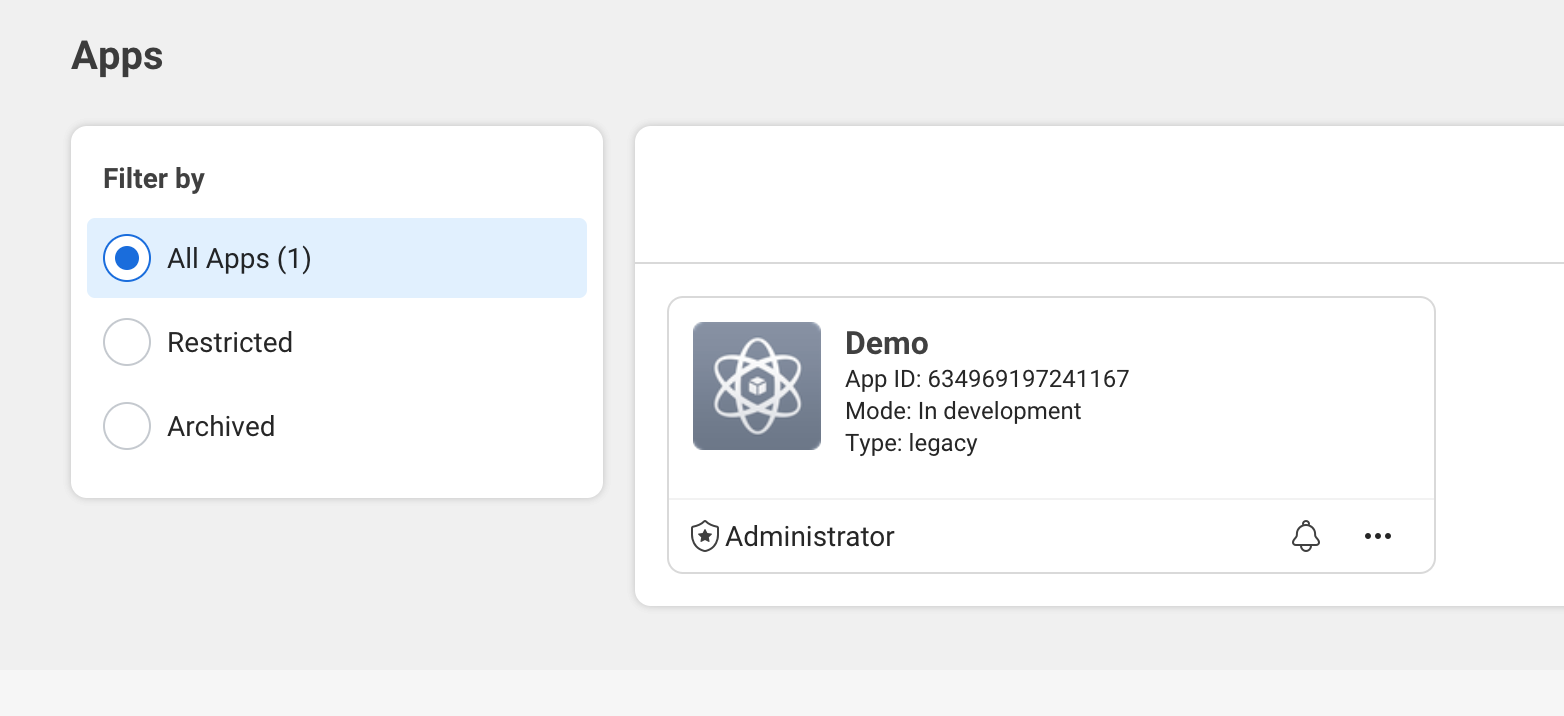 Apps
Filter by
All Apps (1)
Restricted
Archived
Demo
App ID: 634969197241167
Mode: In development
Type: legacy
Administrator